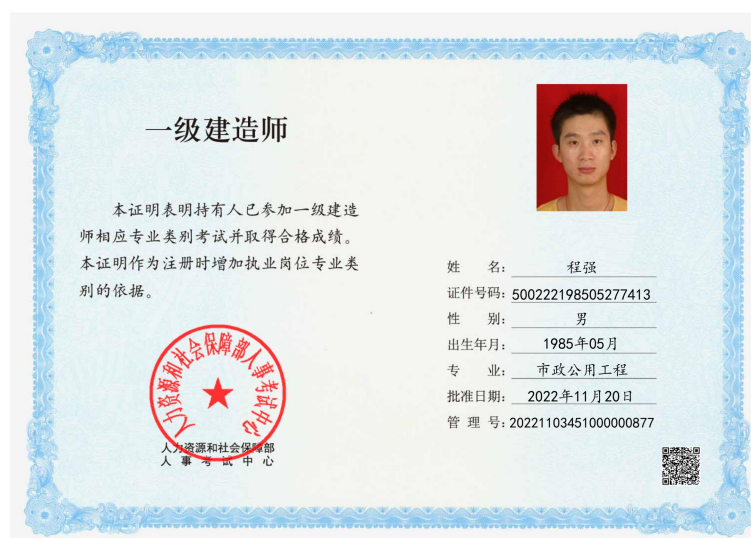 一级建造师
本证明表明持有人已参加一级建造
师相应专业类别考试并取得合格成绩。
本证明作为注册时增加执业岗位专业类
别的依据。
人力资源和社会保障部人事考试中心
人力资源和社会保障部
人事考试中心
姓 名: 程强
证件号码: 500222198505277413
性 别: 男
出生年月: 1985年05月
专 业: 市政公用工程
批准日期: 2022年11月20日
管 理 号: 20221103451000000877